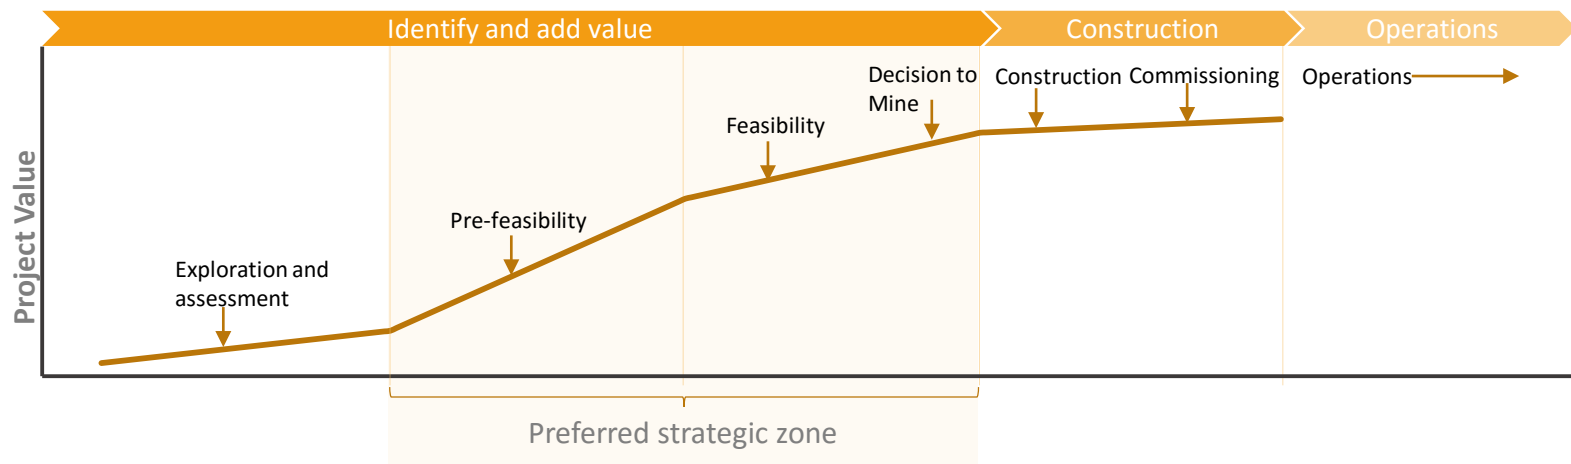 Identify and add value
Construction
Operations
Decision to
Mine
Construction
Commissioning
Operations
Feasibility
Pre-feasibility
Exploration and
assessment
Project Value
Preferred strategic zone